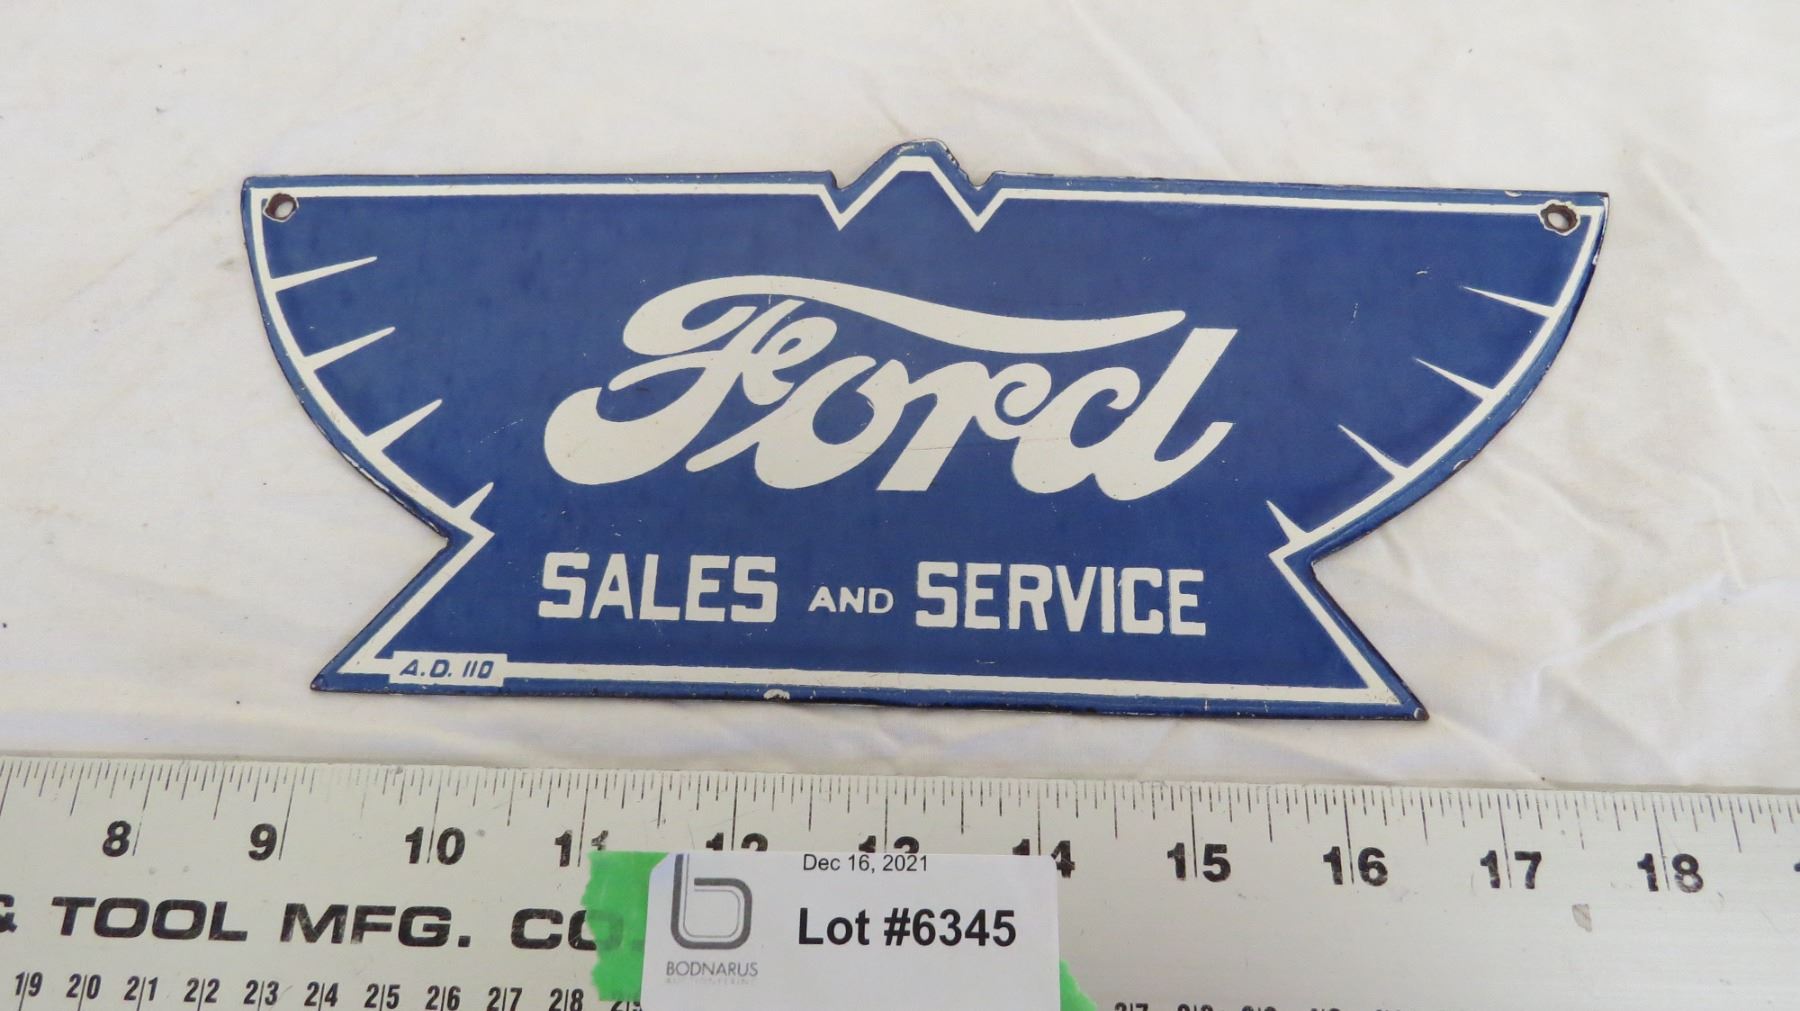 Ford
SALES AND SERVICE
A.D. 110
8 9 10 11 12 13 14 15 16 17 18
& TOOL MFG. CO.
Dec 16, 2021
Lot #6345
BODNARUS
AUCTIONEERING
19 20 21 22 23 24 25 26 27 28